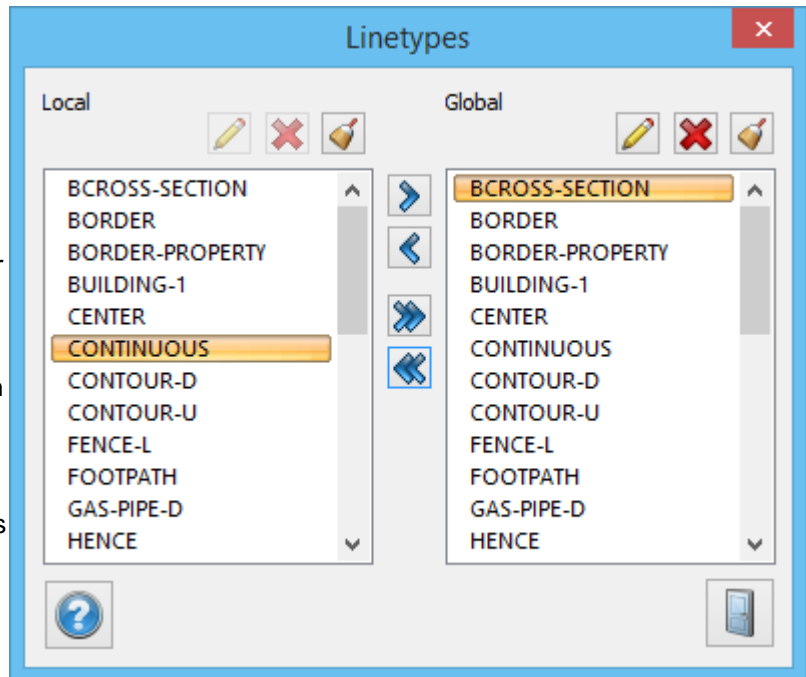 Linetypes
Local
Global
BCROSS-SECTION
BORDER
BORDER-PROPERTY
BUILDING-1
CENTER
CONTINUOUS
CONTOUR-D
CONTOUR-U
FENCE-L
FOOTPATH
GAS-PIPE-D
HENCE
BCROSS-SECTION
BORDER
BORDER-PROPERTY
BUILDING-1
CENTER
CONTINUOUS
CONTOUR-D
CONTOUR-U
FENCE-L
FOOTPATH
GAS-PIPE-D
HENCE